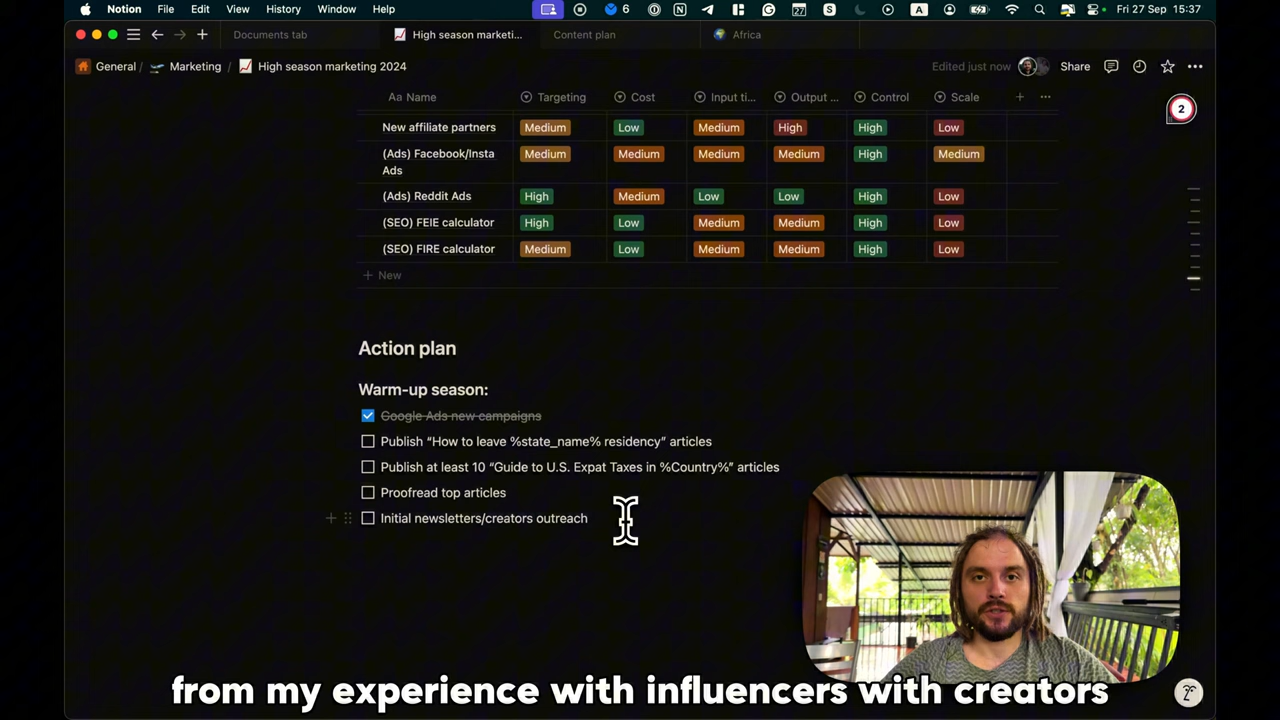 Notion File Edit View History Window Help 6 27 S A Fri 27 Sep 15:37
Documents tab High season marketi... Content plan Africa
General / Marketing / High season marketing 2024 Edited just now Share
Aa Name Targeting Cost Input ti... Output ... Control Scale
2
New affiliate partners Medium Low Medium High High Low
(Ads) Facebook/Insta Medium Medium Medium Medium High Medium
Ads
(Ads) Reddit Ads High Medium Low Low High Low
(SEO) FEIE calculator High Low Medium Medium High Low
(SEO) FIRE calculator Medium Low Medium Medium High Low
+ New
Action plan
Warm-up season:
Google Ads new campaigns
Publish “How to leave %state_name% residency” articles
Publish at least 10 “Guide to U.S. Expat Taxes in %Country%” articles
Proofread top articles
Initial newsletters/creators outreach
from my experience with influencers with creators